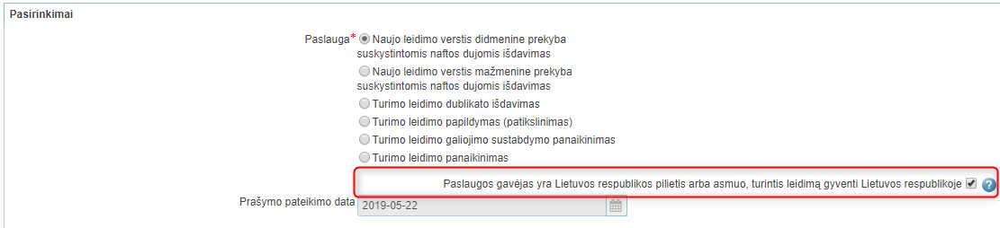 Pasirinkimai
Paslauga* Naujo leidimo verstis didmenine prekyba
suskystintomis naftos dujomis išdavimas
Naujo leidimo verstis mažmenine prekyba
suskystintomis naftos dujomis išdavimas
Turimo leidimo dublikato išdavimas
Turimo leidimo papildymas (patikslinimas)
Turimo leidimo galiojimo sustabdymo panaikinimas
Turimo leidimo panaikinimas
Paslaugos gavėjas yra Lietuvos respublikos pilietis arba asmuo, turintis leidimą gyventi Lietuvos respublikoje ?
Prašymo pateikimo data 2019-05-22